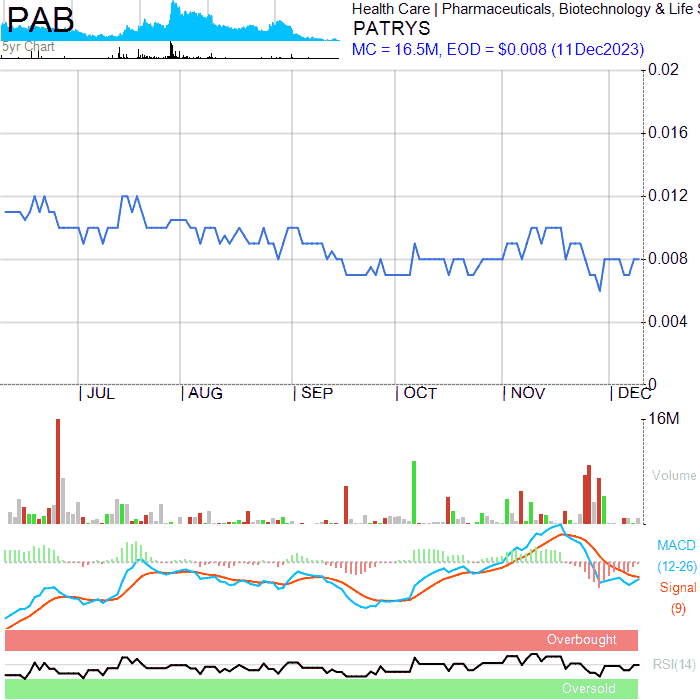 PAB
5yr Chart
Health Care | Pharmaceuticals, Biotechnology & Life S
PATRYS
MC = 16.5M, EOD = $0.008 (11Dec2023)
0.02
0.016
0.012
0.008
0.004
0
| JUL | AUG | SEP | OCT | NOV | DEC
16M
Volume
MACD
(12-26)
Signal
(9)
Overbought
RSI(14)
Oversold